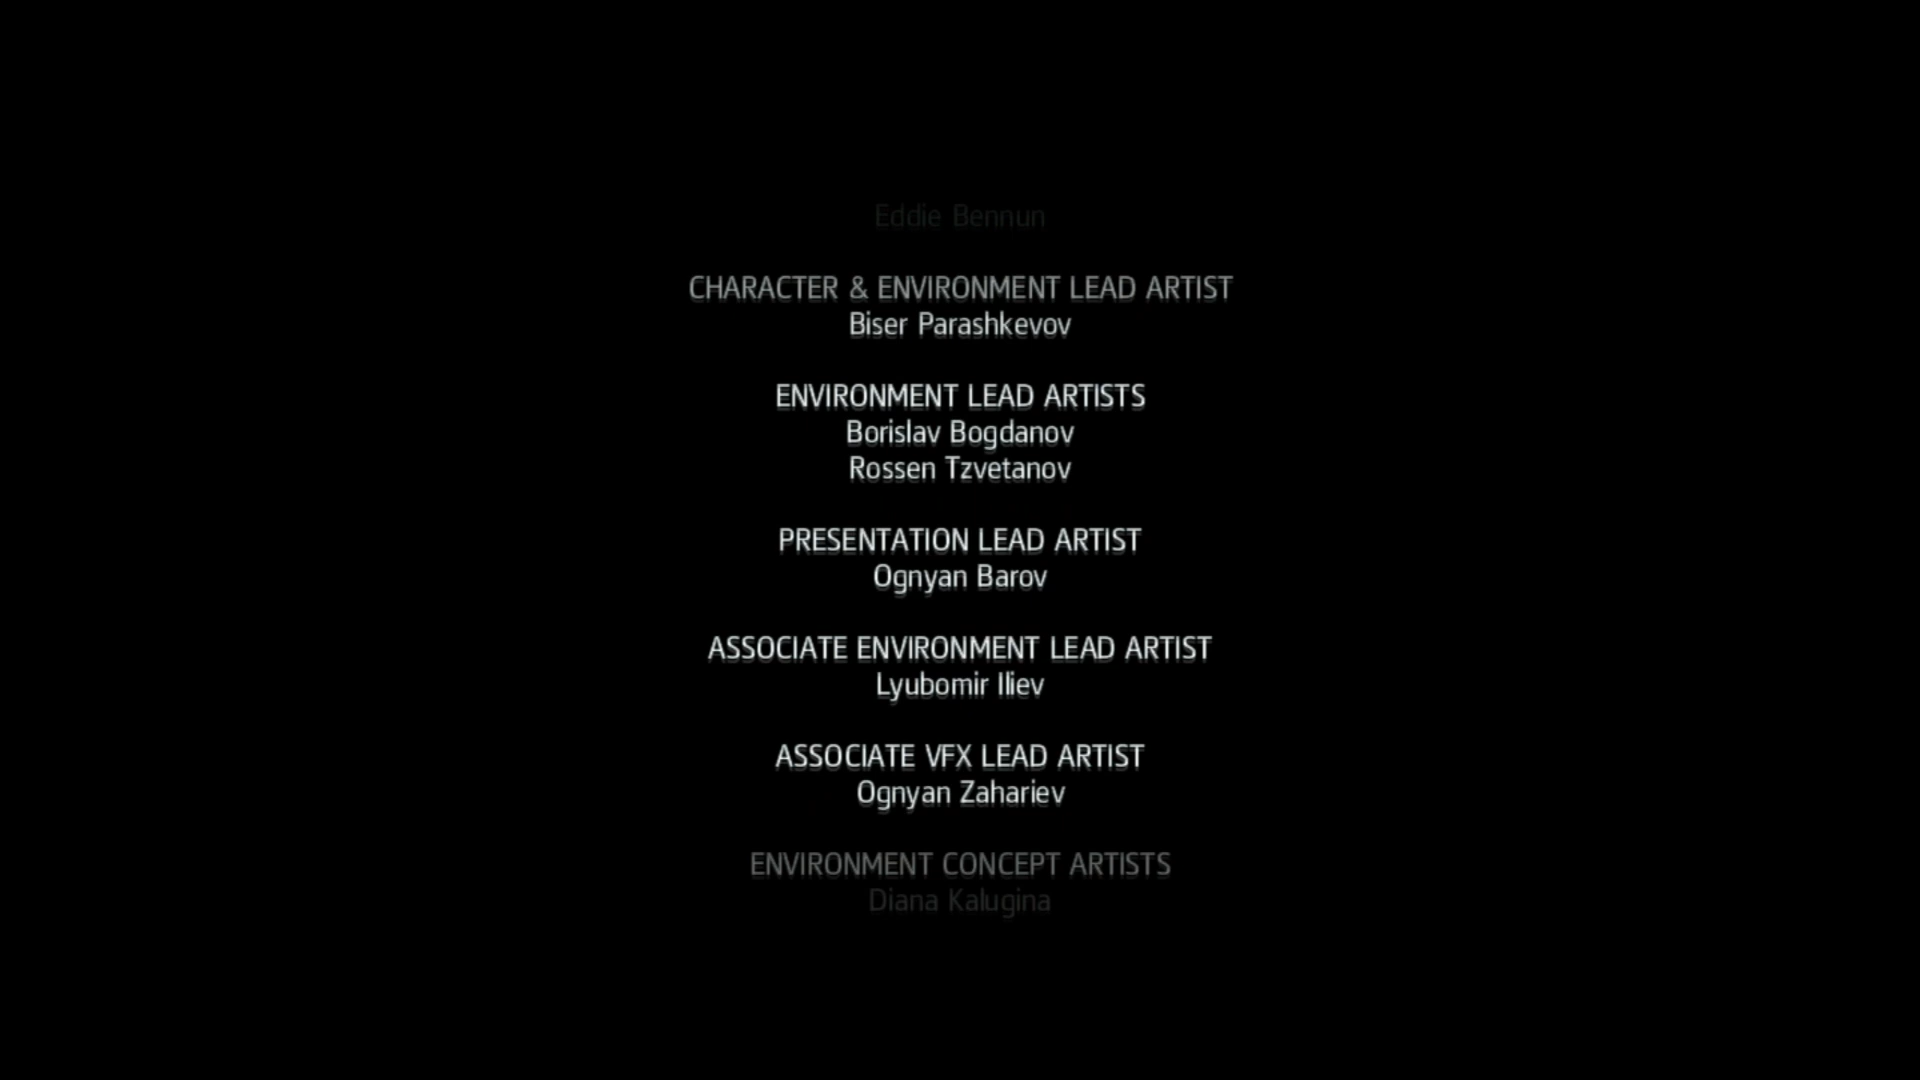 Eddie Bennun
CHARACTER & ENVIRONMENT LEAD ARTIST
Biser Parashkevov
ENVIRONMENT LEAD ARTISTS
Borislav Bogdanov
Rossen Tzvetanov
PRESENTATION LEAD ARTIST
Ognyan Barov
ASSOCIATE ENVIRONMENT LEAD ARTIST
Lyubomir Iliev
ASSOCIATE VFX LEAD ARTIST
Ognyan Zahariev
ENVIRONMENT CONCEPT ARTISTS
Diana Kalugina